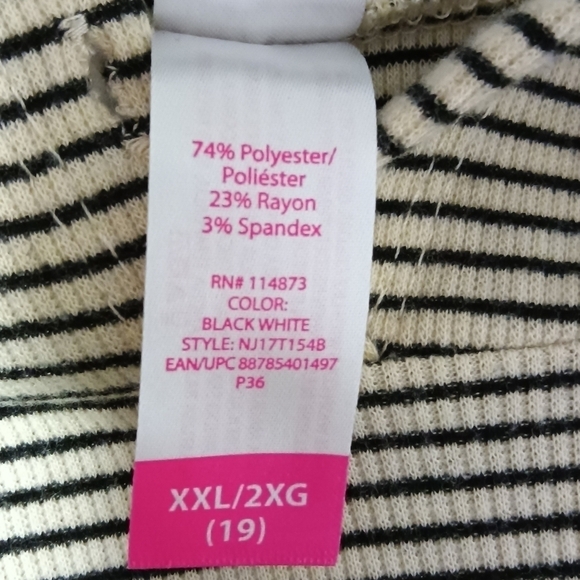 74% Polyester/
Poliéster
23% Rayon
3% Spandex
RN# 114873
COLOR:
BLACK WHITE
STYLE: NJ17T154B
EAN/UPC 88785401497
P36
XXL/2XG
(19)